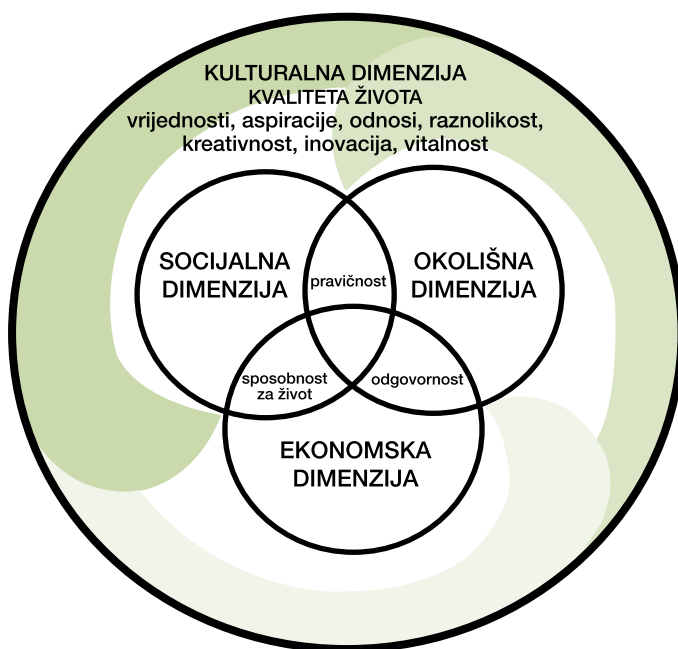 KULTURALNA DIMENZIJA
KVALITETA ŽIVOTA
vrijednosti, aspiracije, odnosi, raznolikost,
kreativnost, inovacija, vitalnost
SOCIJALNA
DIMENZIJA
pravičnost
OKOLIŠNA
DIMENZIJA
sposobnost
za život
odgovornost
EKONOMSKA
DIMENZIJA